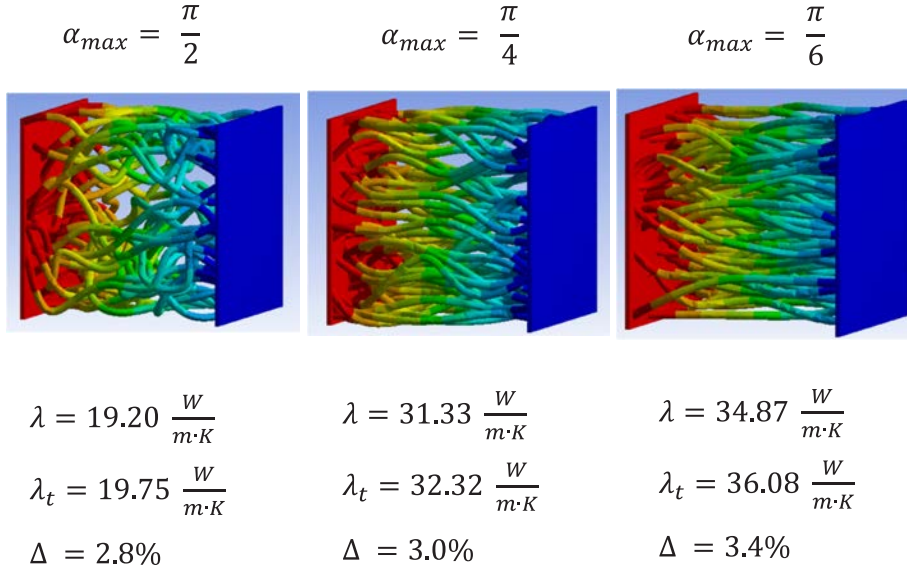 α_max = π/2
α_max = π/4
α_max = π/6
λ = 19.20 W/m·K
λ_t = 19.75 W/m·K
Δ = 2.8%
λ = 31.33 W/m·K
λ_t = 32.32 W/m·K
Δ = 3.0%
λ = 34.87 W/m·K
λ_t = 36.08 W/m·K
Δ = 3.4%